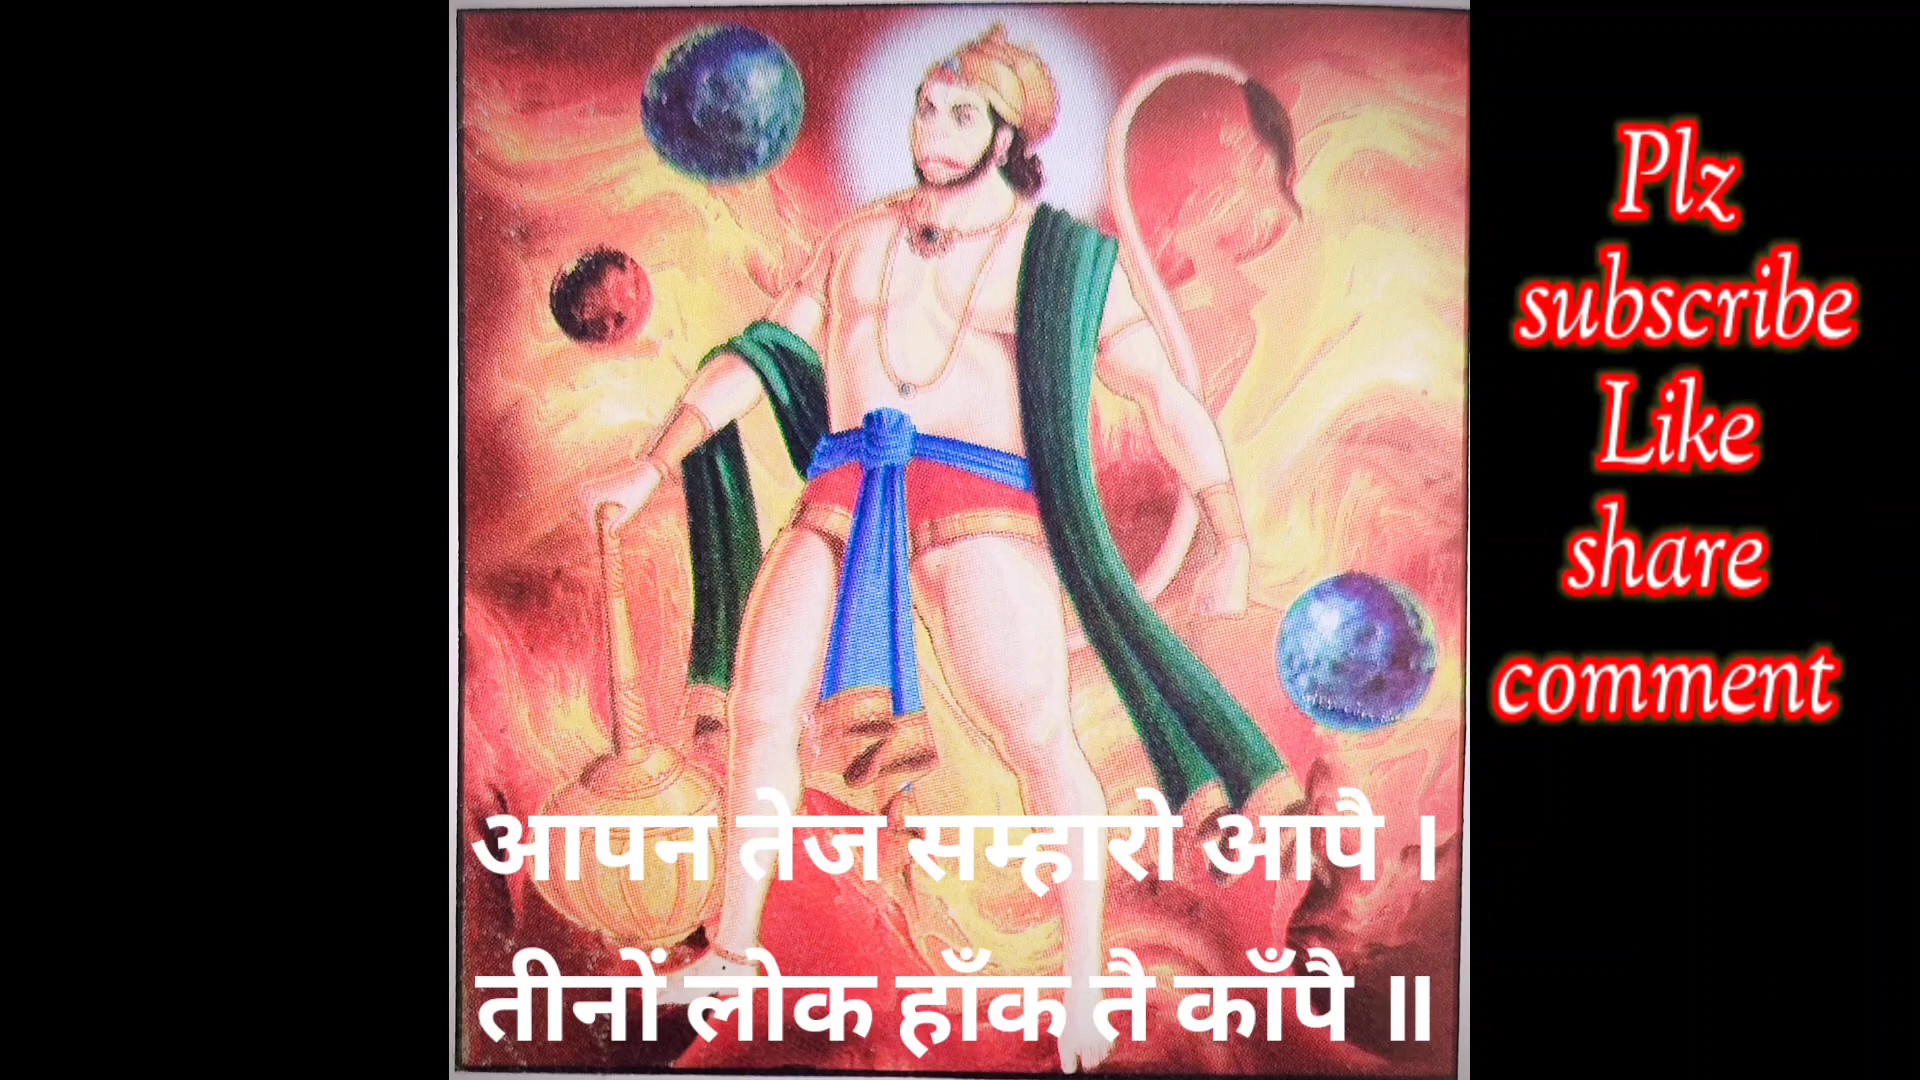 Plz
subscribe
Like
share
comment
आपन तेज सम्हारो आपै ।
तीनों लोक हाँक तै काँपै ॥